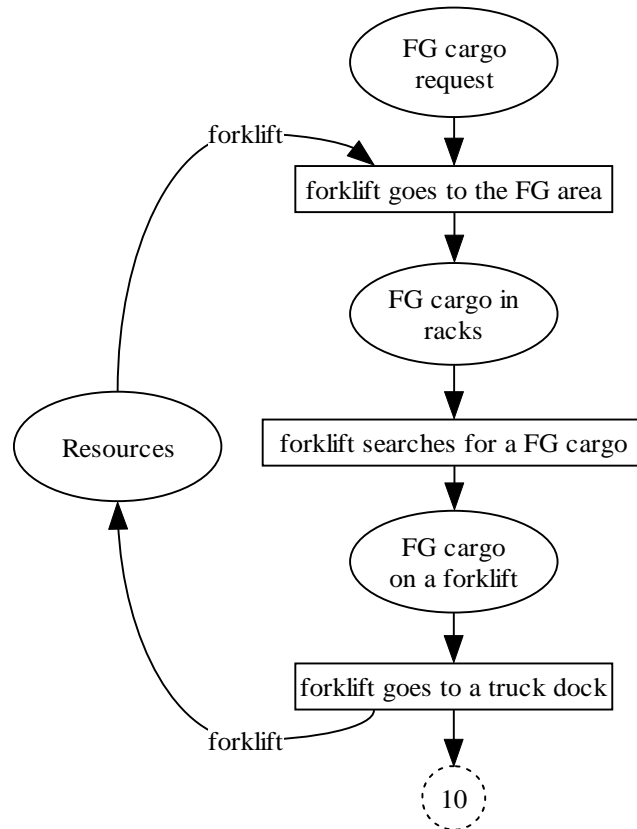 FG cargo
request
forklift
forklift goes to the FG area
FG cargo in
racks
Resources
forklift searches for a FG cargo
FG cargo
on a forklift
forklift goes to a truck dock
forklift
10